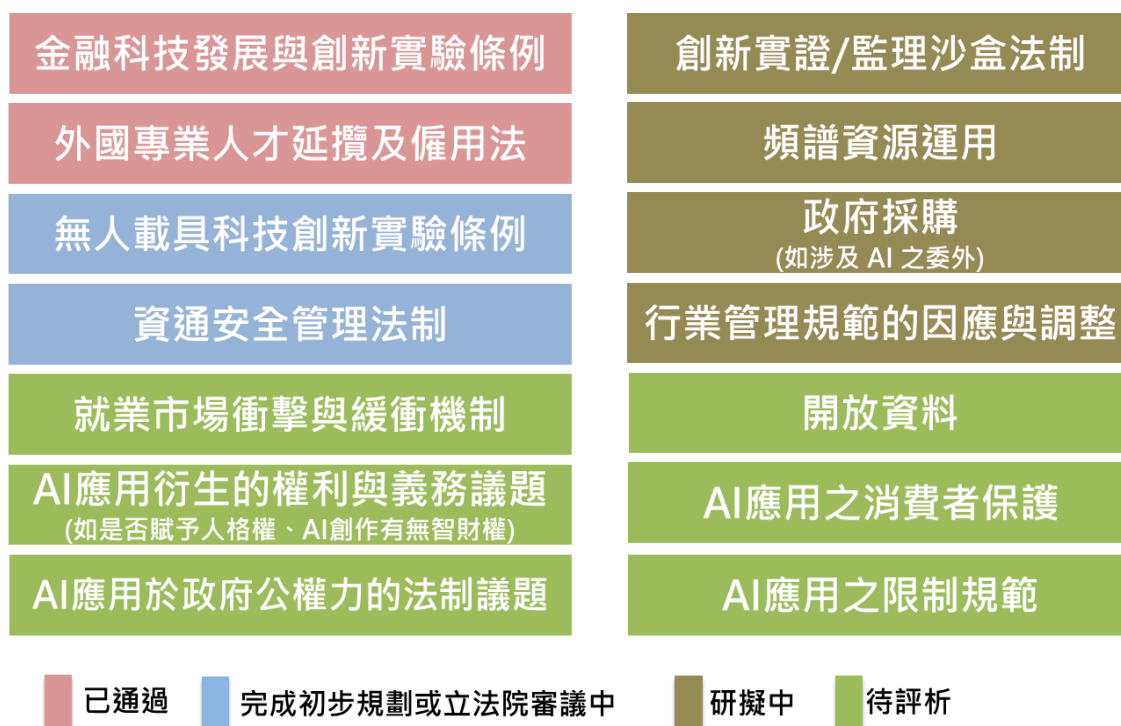 金融科技發展與創新實驗條例
外國專業人才延攬及僱用法
無人載具科技創新實驗條例
資通安全管理法制
就業市場衝擊與緩衝機制
AI應用衍生的權利與義務議題
(如是否賦予人格權、AI創作有無智財權)
AI應用於政府公權力的法制議題
創新實證/監理沙盒法制
頻譜資源運用
政府採購
(如涉及 AI 之委外)
行業管理規範的因應與調整
開放資料
AI應用之消費者保護
AI應用之限制規範
已通過
完成初步規劃或立法院審議中
研擬中
待評析